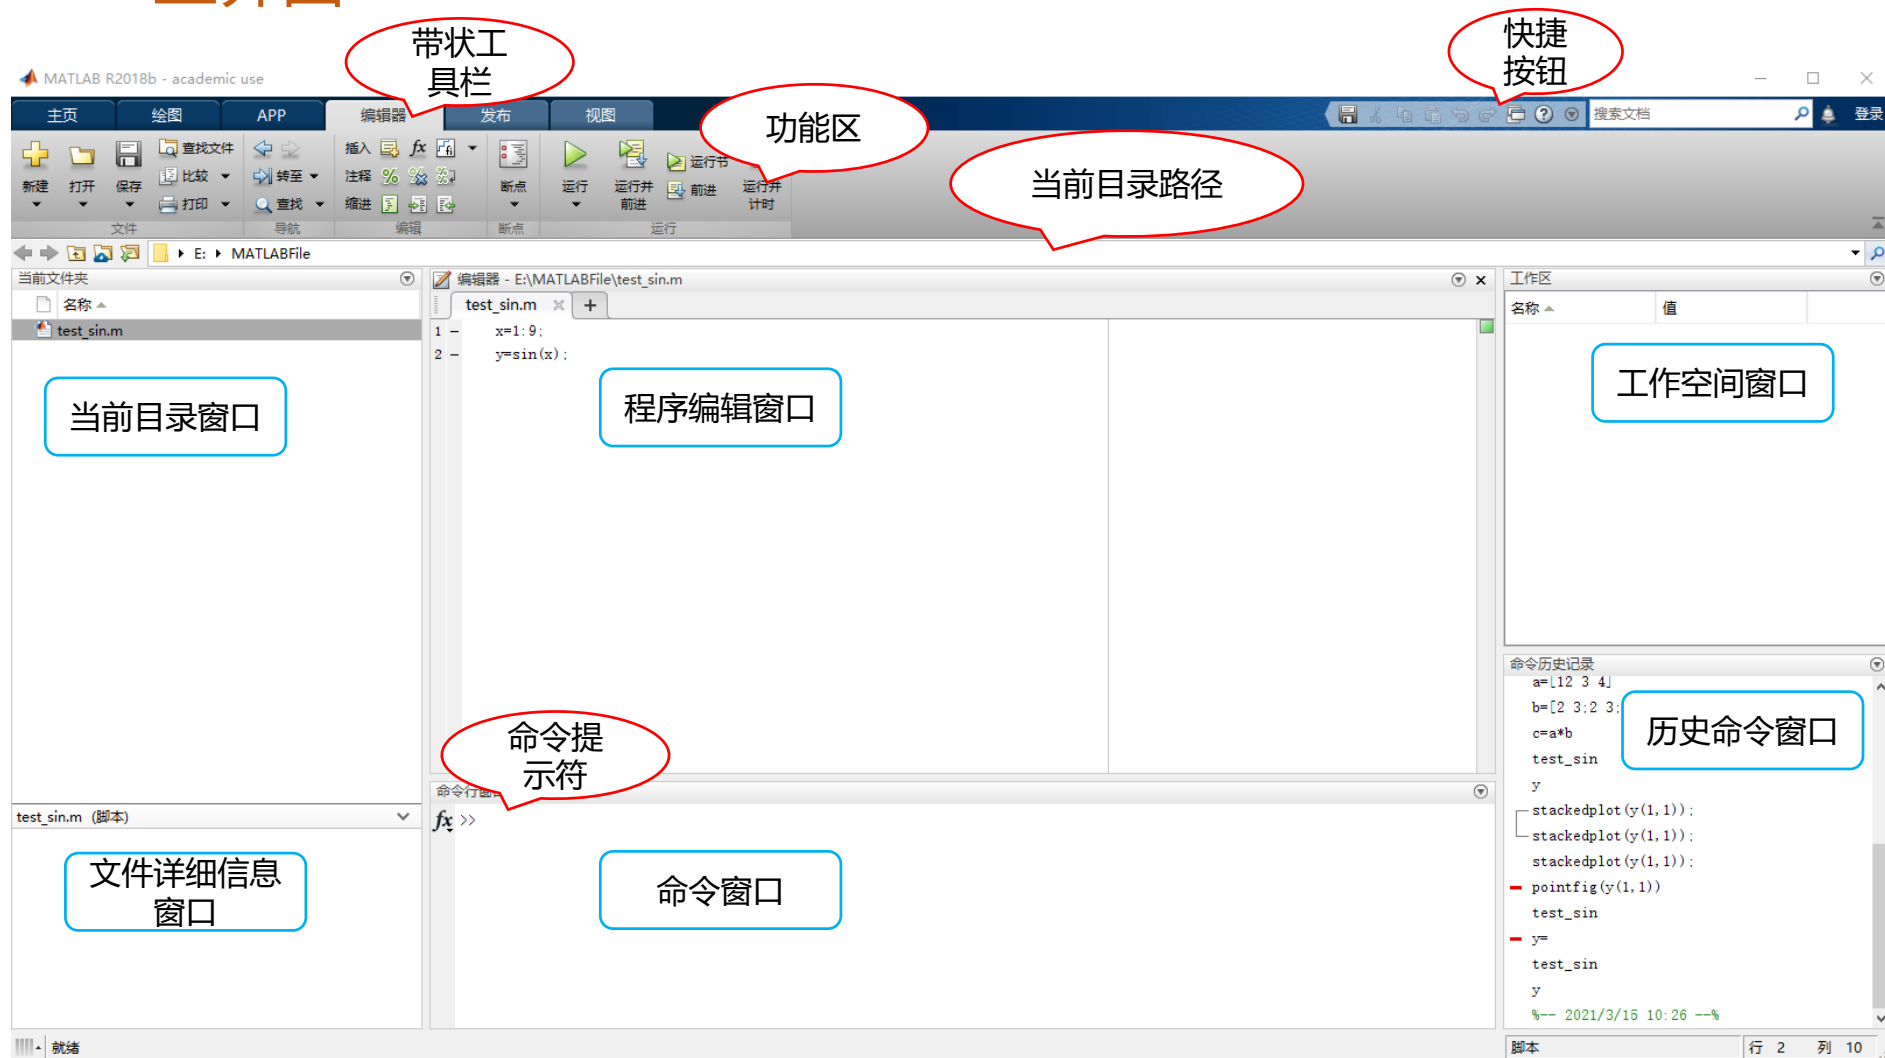 带状工
具栏
快捷
按钮
MATLAB R2018b - academic use
主页 绘图 APP 编辑器 发布 视图
搜索文档 登录
功能区
当前目录路径
新建 打开 保存
查找文件
比较
打印
转至
查找
插入 fx
注释
缩进
断点 运行 运行并
前进
运行节
前进
运行并
计时
文件 导航 编辑 断点 运行
E: MATLABFile
当前文件夹
名称
test_sin.m
当前目录窗口
编辑器 - E:\MATLABFile\test_sin.m
test_sin.m
1 – x=1:9;
2 – y=sin(x);
程序编辑窗口
工作区
名称 值
工作空间窗口
命令提
示符
命令行窗口
fx >>
命令窗口
test_sin.m (脚本)
文件详细信息
窗口
命令历史记录
a=[12 3 4]
b=[2 3;2 3;
c=a*b
test_sin
y
stackedplot(y(1,1));
stackedplot(y(1,1));
stackedplot(y(1,1));
pointfig(y(1,1))
test_sin
y=
test_sin
y
%-- 2021/3/15 10:26 --%
历史命令窗口
就绪
脚本 行 2 列 10